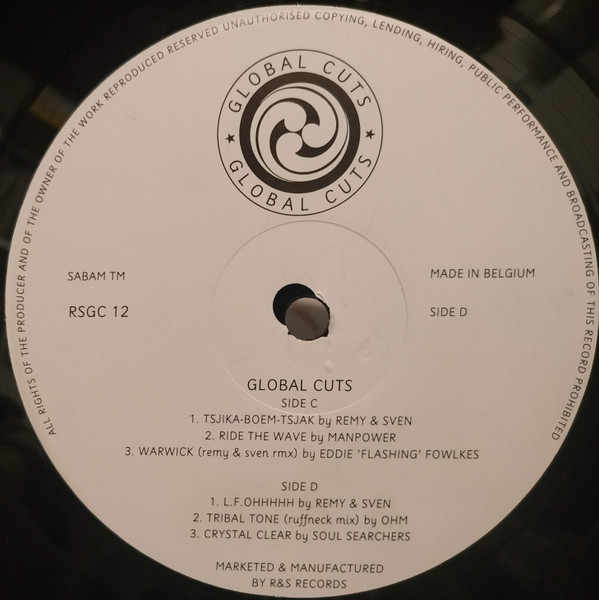 ALL RIGHTS OF THE PRODUCER AND OF THE OWNER OF THE WORK REPRODUCED RESERVED UNAUTHORISED COPYING, LENDING, HIRING, PUBLIC PERFORMANCE AND BROADCASTING OF THIS RECORD PROHIBITED
GLOBAL CUTS
★ ★
GLOBAL CUTS
SABAM TM
MADE IN BELGIUM
RSGC 12
SIDE D
GLOBAL CUTS
SIDE C
1. TSJIKA-BOEM-TSJAK by REMY & SVEN
2. RIDE THE WAVE by MANPOWER
3. WARWICK (remy & sven rmx) by EDDIE 'FLASHING' FOWLKES
SIDE D
1. L.F.OHHHHH by REMY & SVEN
2. TRIBAL TONE (ruffneck mix) by OHM
3. CRYSTAL CLEAR by SOUL SEARCHERS
MARKETED & MANUFACTURED
BY R&S RECORDS